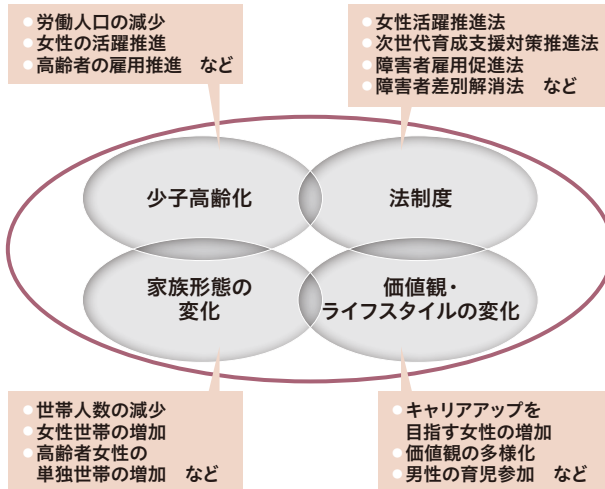 ● 労働人口の減少
● 女性の活躍推進
● 高齢者の雇用推進 など
● 女性活躍推進法
● 次世代育成支援対策推進法
● 障害者雇用促進法
● 障害者差別解消法 など
少子高齢化
法制度
家族形態の
変化
価値観・
ライフスタイルの変化
● 世帯人数の減少
● 女性世帯の増加
● 高齢者女性の
単独世帯の増加 など
● キャリアアップを
目指す女性の増加
● 価値観の多様化
● 男性の育児参加 など